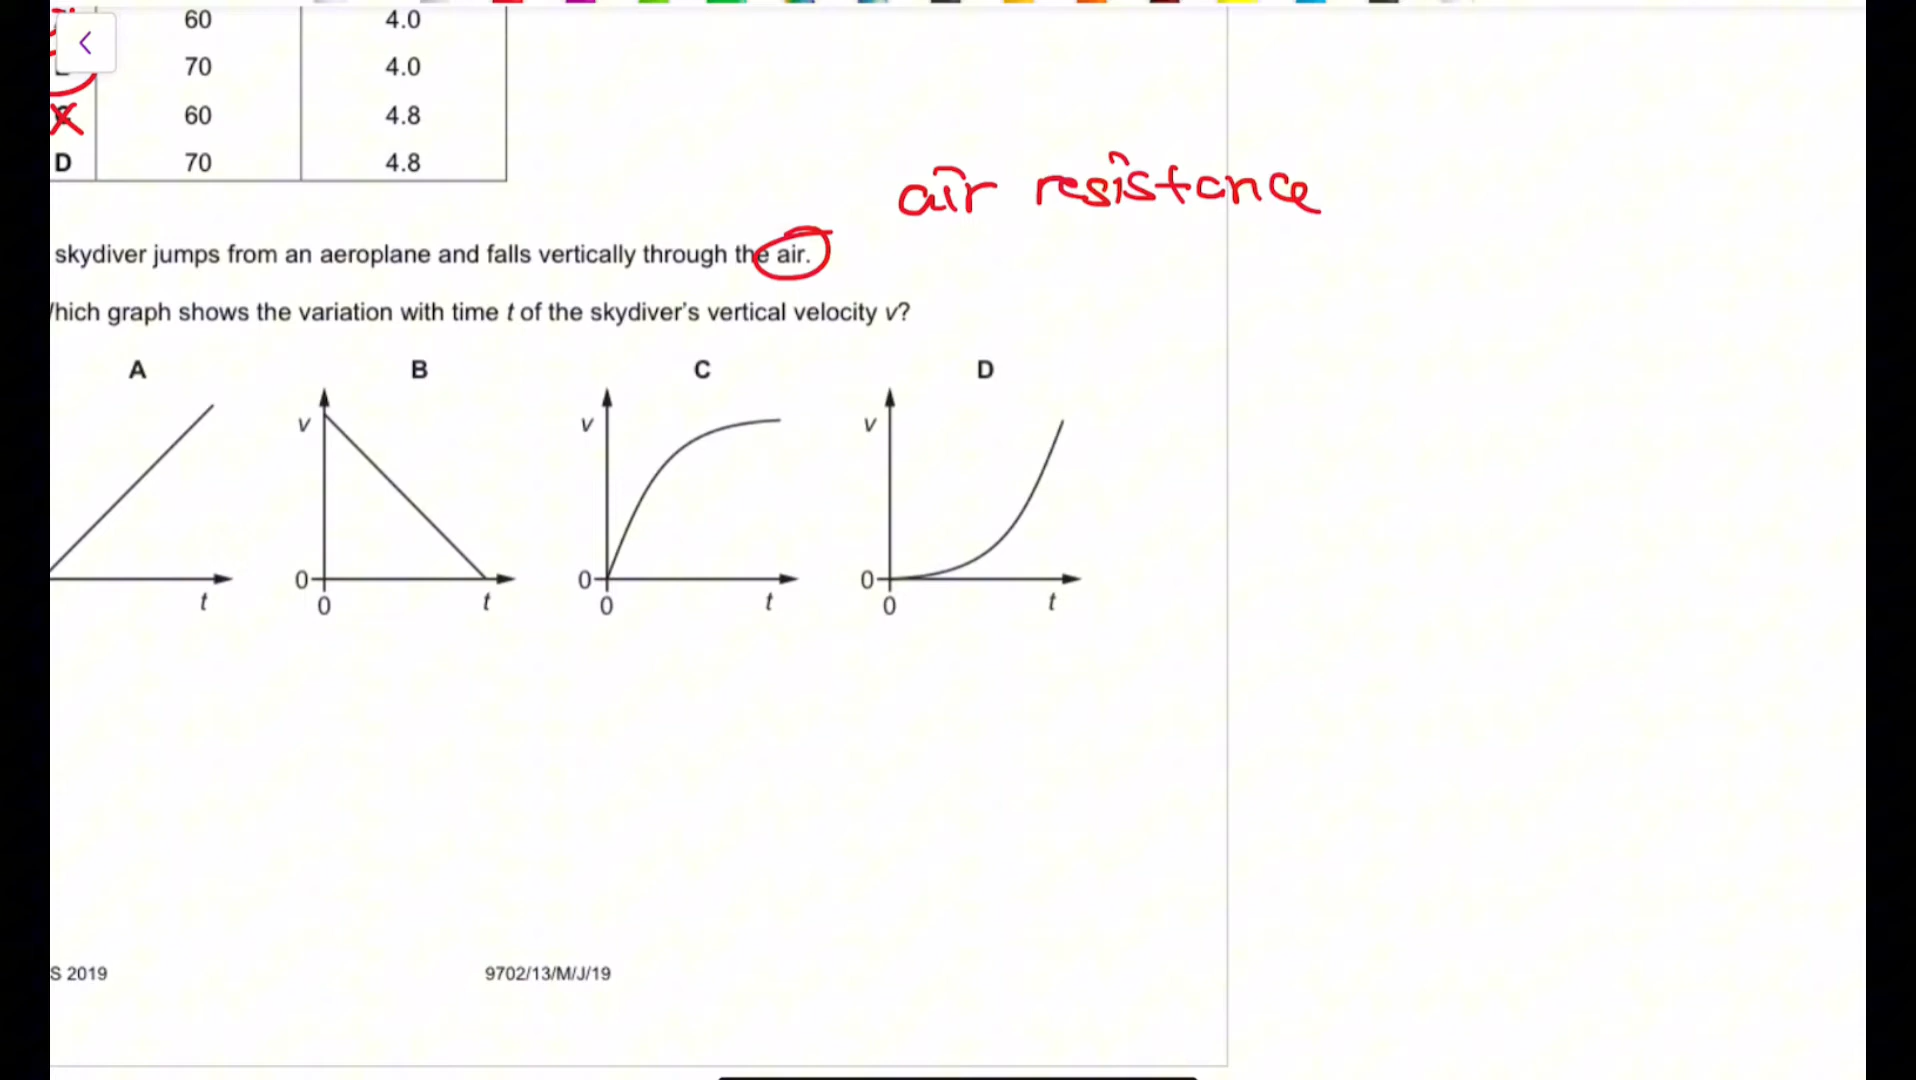 60 4.0
70 4.0
60 4.8
D 70 4.8
air resistance
skydiver jumps from an aeroplane and falls vertically through the air.
hich graph shows the variation with time t of the skydiver's vertical velocity v?
A B C D
v v v
0 0 0
t 0 t 0 t 0 t
S 2019 9702/13/M/J/19